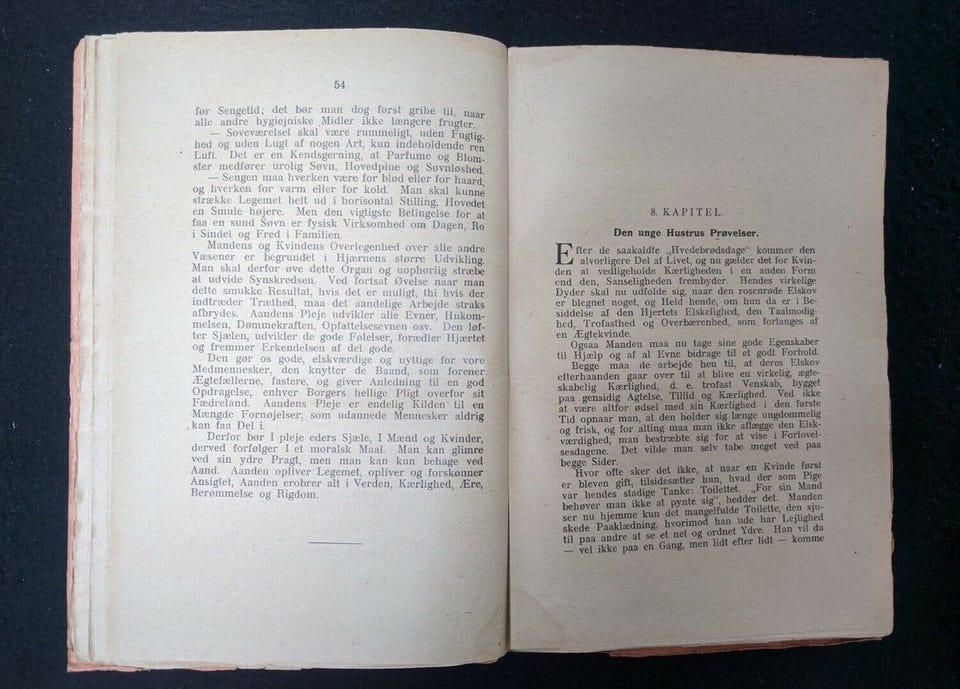 54
før Sengetid; det bør man dog først gribe til, naar
alle andre hygiejniske Midler ikke længere frugter.
— Soveværelset skal være rummeligt, uden Fugtig-
hed og uden Lugt af nogen Art, kun indeholdende ren
Luft. Det er en Kendsgerning, at Parfume og Blom-
ster medfører urolig Søvn, Hovedpine og Søvnløshed.
— Sengen maa hverken være for blød eller for haard,
og hverken for varm eller for kold. Man skal kunne
strække Legemet helt ud i horisontal Stilling, Hovedet
en Smule højere. Men den vigtigste Betingelse for at
faa en sund Søvn er fysisk Virksomhed om Dagen, Ro
i Sindet og Fred i Familien.
Mandens og Kvindens Overlegenhed over alle andre
Væsener er begrundet i Hjærnens større Udvikling.
Man skal derfor øve dette Organ og uophørlig stræbe
at udvide Synskredsen. Ved fortsat Øvelse naar man
dette smukke Resultat, hvis det er muligt, thi hvis der
indtræder Træthed, maa det aandelige Arbejde straks
afbrydes. Aandens Pleje udvikler alle Evner, Hukom-
melsen, Dømmekraften, Opfattelsesevnen osv. Den løf-
ter Sjælen, udvikler de gode Følelser, forædler Hjærtet
og fremmer Erkendelsen af det gode.
Den gør os gode, elskværdige og nyttige for vore
Medmennesker, den knytter de Baand, som forener
Ægtefællerne, fastere, og giver Anledning til en god
Opdragelse, enhver Borgers hellige Pligt overfor sit
Fædreland. Aandens Pleje er endelig Kilden til en
Mængde Fornøjelser, som udannede Mennesker aldrig
kan faa Del i.
Derfor bør I pleje eders Sjæle, I Mænd og Kvinder,
derved forfølger I et moralsk Maal. Man kan glimre
ved sin ydre Pragt, men man kan kun behage ved
Aand. Aanden opliver Legemet, opliver og forskønner
Ansigtet, Aanden erobrer alt i Verden, Kærlighed, Ære,
Berømmelse og Rigdom.
8. KAPITEL.
Den unge Hustrus Prøvelser.
Efter de saakaldte „Hvedebrødsdage“ kommer den
alvorligere Del af Livet, og nu gælder det for Kvin-
den at vedligeholde Kærligheden i en anden Form
end den, Sanseligheden frembyder. Hendes virkelige
Dyder skal nu udfolde sig, naar den rosenrøde Elskov
er blegnet noget, og Held hende, om hun da er i Be-
siddelse af den Hjertets Elskelighed, den Taalmodig-
hed, Trofasthed og Overbærenhed, som forlanges af
en Ægtekvinde.
Ogsaa Manden maa nu tage sine gode Egenskaber
til Hjælp og af al Evne bidrage til et godt Forhold.
Begge maa de arbejde hen til, at deres Elskov
efterhaanden gaar over til at blive en virkelig, ægte-
skabelig Kærlighed, d. e. trofast Venskab, bygget
paa gensidig Agtelse, Tillid og Kærlighed. Ved ikke
at være altfor ødsel med sin Kærlighed i den første
Tid opnaar man, at den holder sig længe ungdommelig
og frisk, og for alting maa man ikke aflægge den Elsk-
værdighed, man bestræbte sig for at vise i Forlovel-
sesdagene. Det vilde man selv tabe meget ved paa
begge Sider.
Hvor ofte sker det ikke, at naar en Kvinde først
er bleven gift, tilsidesætter hun, hvad der som Pige
var hendes stadige Tanke: Toilettet. „For sin Mand
behøver man ikke at pynte sig“, hedder det. Manden
ser nu hjemme kun det mangelfulde Toilette, den sju-
skede Paaklædning, hvorimod han ude har Lejlighed
til paa andre at se et net og ordnet Ydre. Han vil da
— vel ikke paa en Gang, men lidt efter lidt — komme